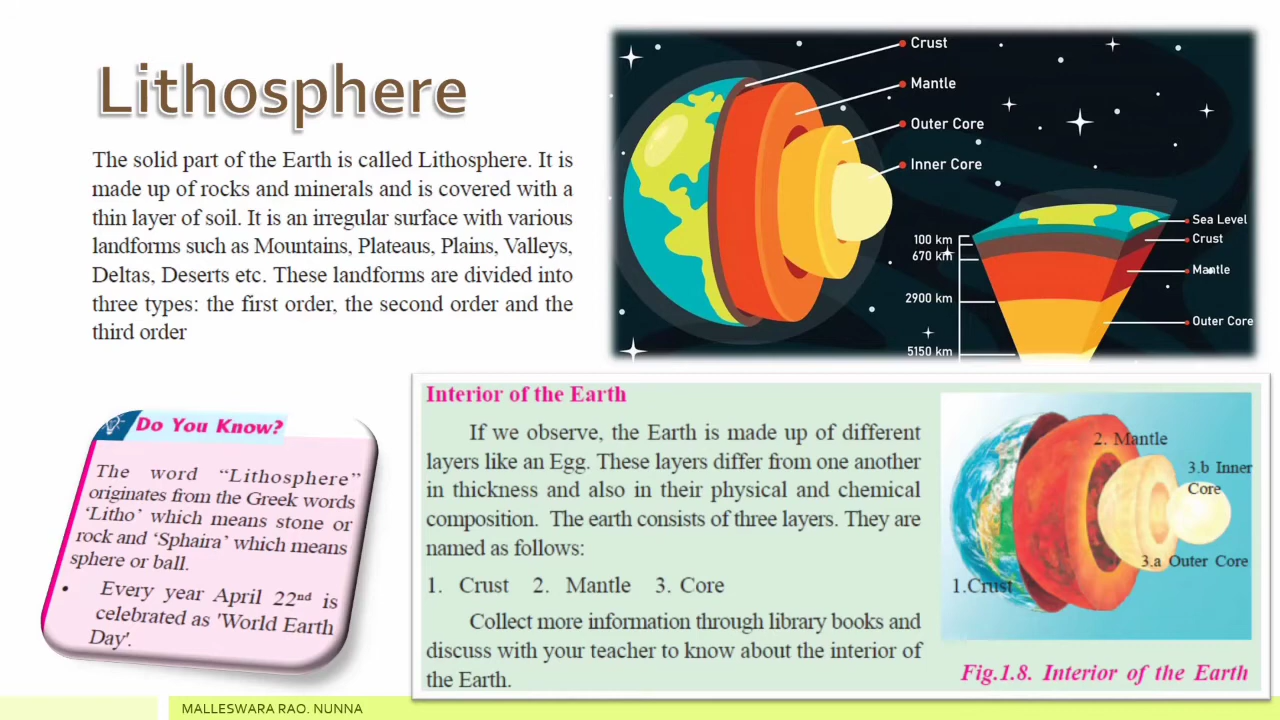 Lithosphere
The solid part of the Earth is called Lithosphere. It is
made up of rocks and minerals and is covered with a
thin layer of soil. It is an irregular surface with various
landforms such as Mountains, Plateaus, Plains, Valleys,
Deltas, Deserts etc. These landforms are divided into
three types: the first order, the second order and the
third order
Crust
Mantle
Outer Core
Inner Core
Sea Level
Crust
Mantle
Outer Core
100 km
670 km
2900 km
5150 km
Do You Know?
The word “Lithosphere”
originates from the Greek words
‘Litho’ which means stone or
rock and ‘Sphaira’ which means
sphere or ball.
• Every year April 22nd is
celebrated as 'World Earth
Day'.
Interior of the Earth
If we observe, the Earth is made up of different
layers like an Egg. These layers differ from one another
in thickness and also in their physical and chemical
composition. The earth consists of three layers. They are
named as follows:
1. Crust 2. Mantle 3. Core
Collect more information through library books and
discuss with your teacher to know about the interior of
the Earth.
2. Mantle
3.b Inner
Core
3.a Outer Core
1.Crust
Fig.1.8. Interior of the Earth
MALLESWARA RAO. NUNNA